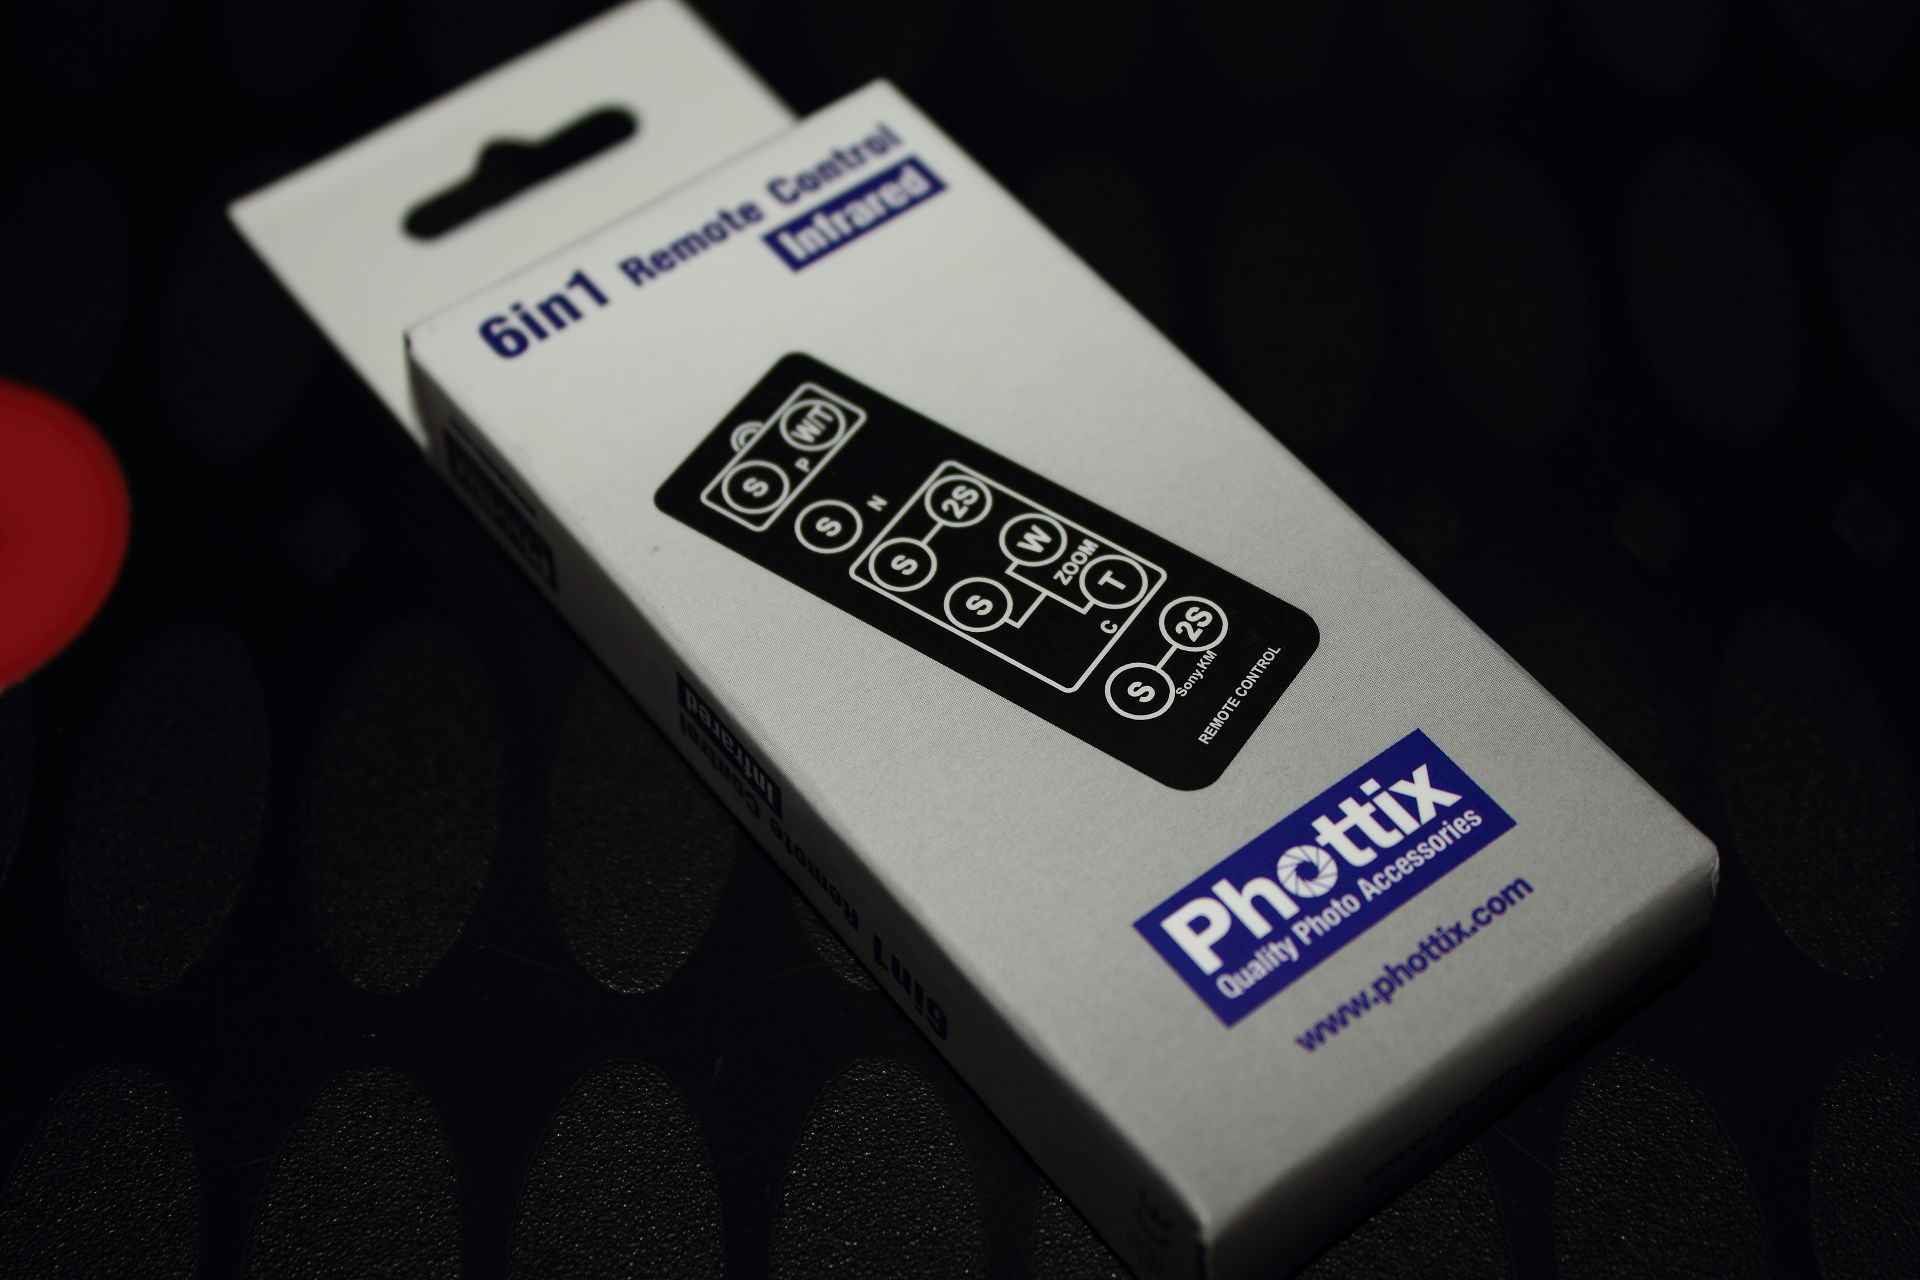 6in1 Remote Control
Infrared
W/T
S
P
S
N
2S
S
W
ZOOM
T
S
C
2S
S
Sony.KM
REMOTE CONTROL
Phottix
Quality Photo Accessories
www.phottix.com
6in1 Remote Control
Infrared